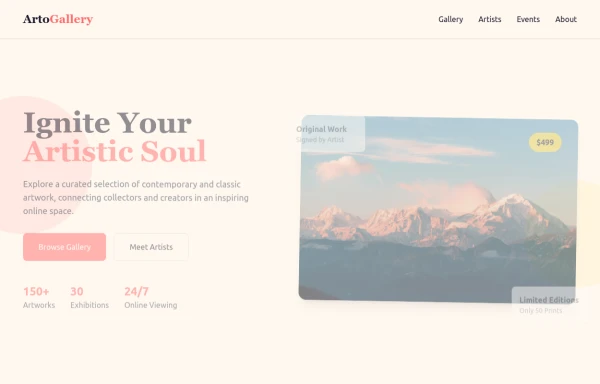 ArtoGallery
Gallery
Artists
Events
About
Ignite Your
Artistic Soul
Explore a curated selection of contemporary and classic
artwork, connecting collectors and creators in an inspiring
online space.
Browse Gallery
Meet Artists
150+
Artworks
30
Exhibitions
24/7
Online Viewing
Original Work
Signed by Artist
$499
Limited Editions
Only 50 Prints